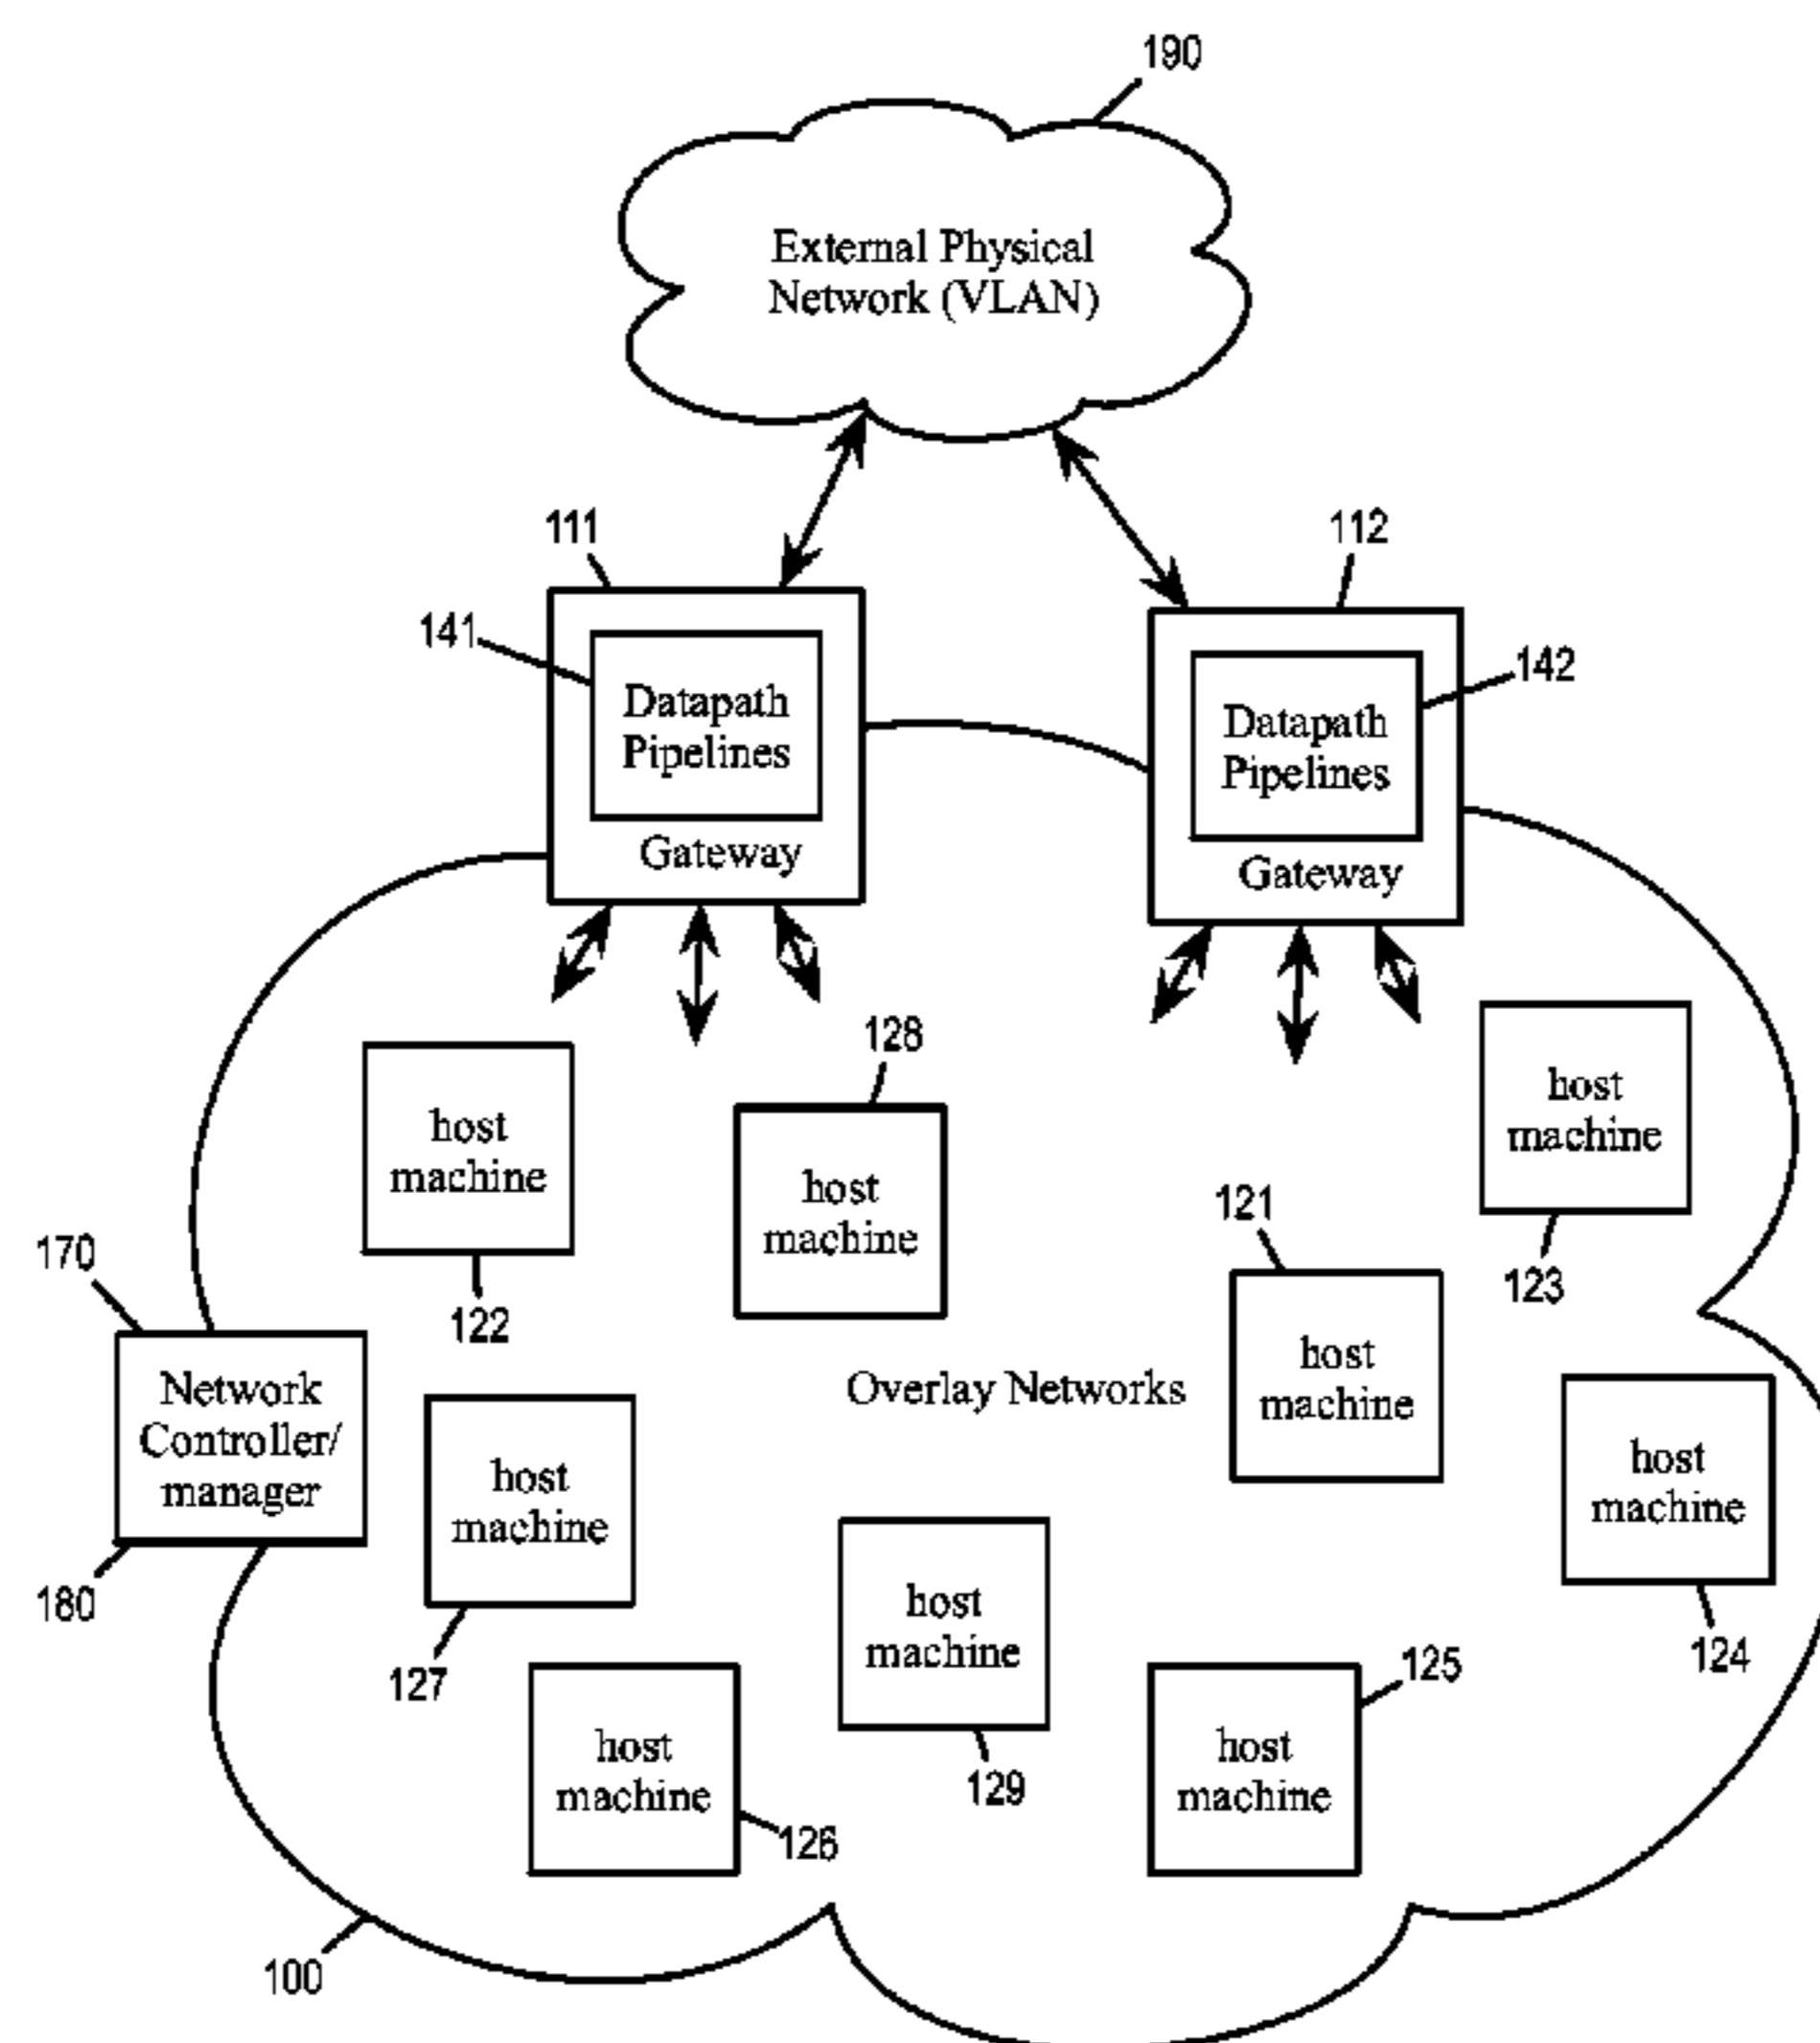 190
External Physical
Network (VLAN)
111
112
141
142
Datapath
Pipelines
Gateway
Datapath
Pipelines
Gateway
128
host
machine
122
host
machine
host
machine
123
121
host
machine
170
Network
Controller/
manager
180
Overlay Networks
host
machine
127
host
machine
124
host
machine
129
host
machine
126
host
machine
125
100